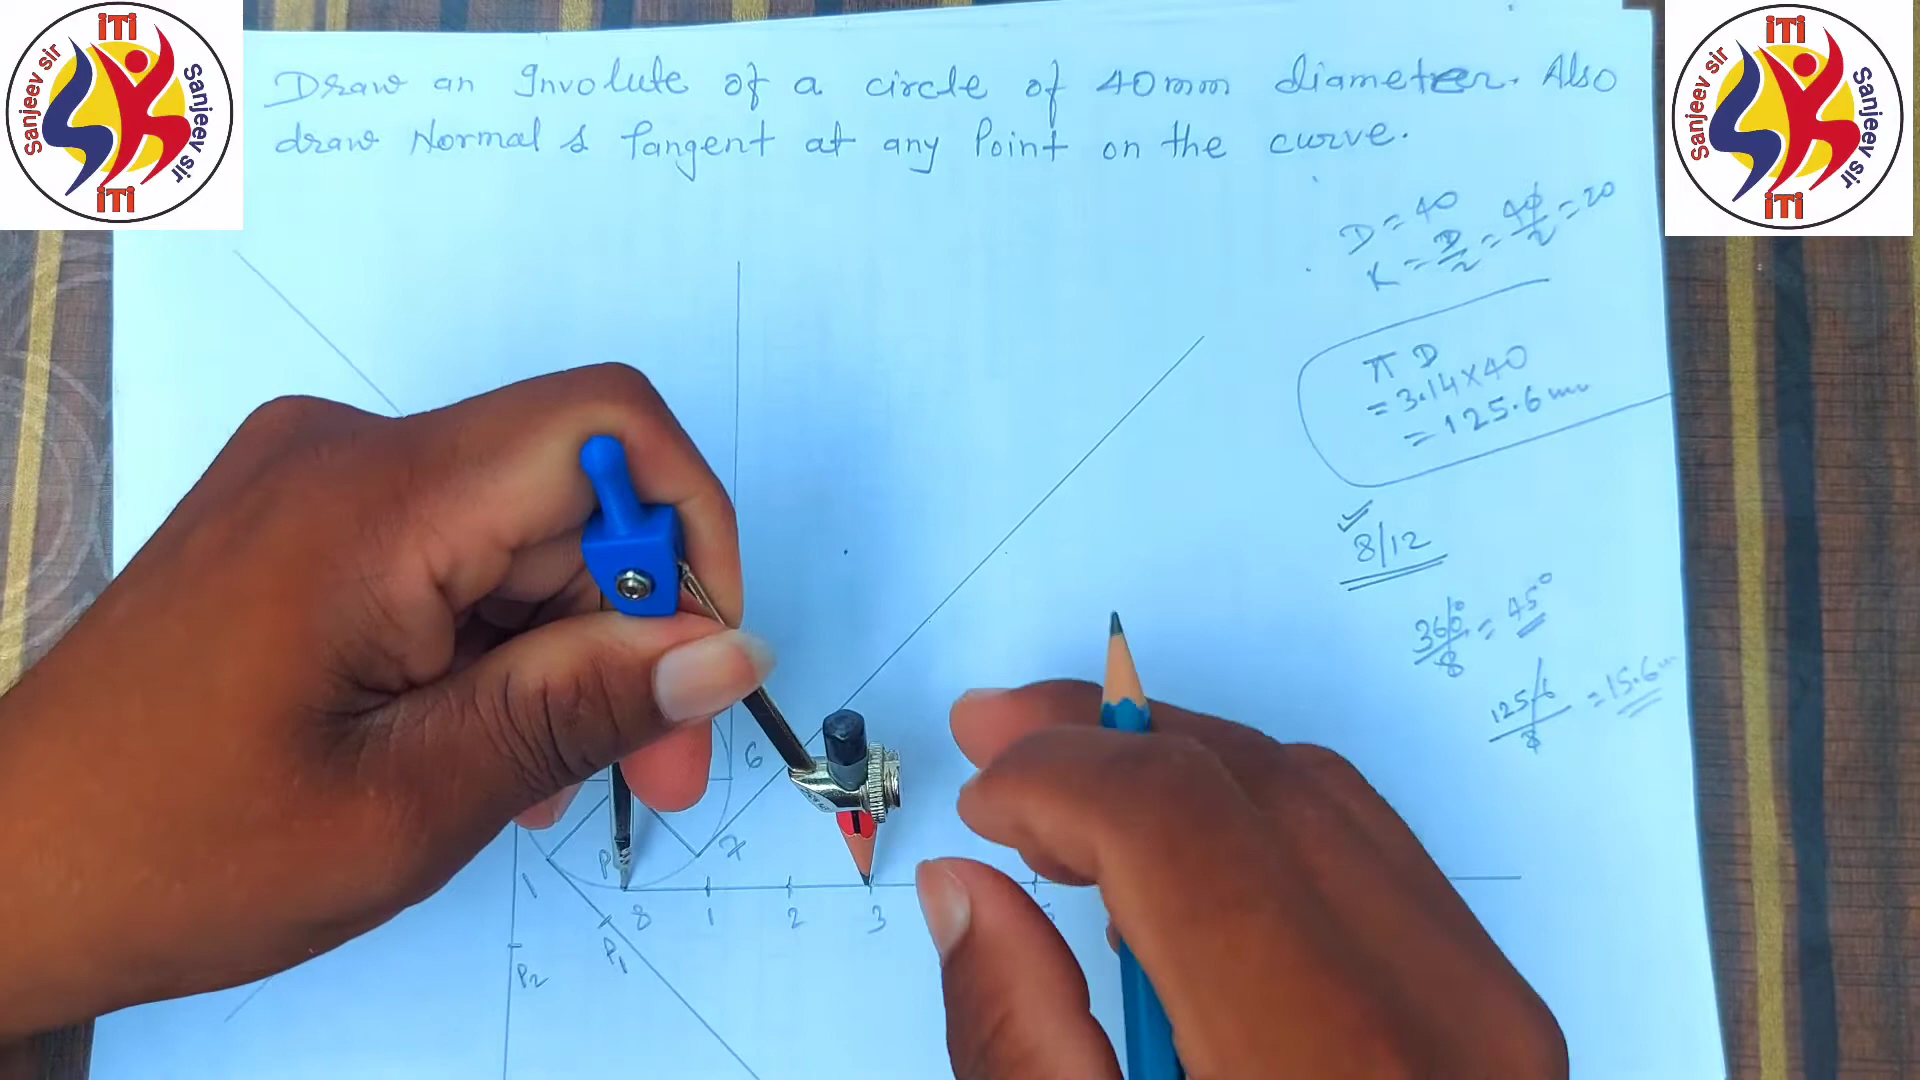 iTi
Sanjeev sir
Sanjeev sir
iTi
iTi
Sanjeev sir
Sanjeev sir
iTi
Draw an Involute of a circle of 40mm diameter. Also
draw Normal & Tangent at any Point on the curve.
D = 40
= D/2 = 40/2 = 20
π D
= 3.14×40
= 125.6 mm
8/12
360°/8 = 45°
125.6/8 = 15.6
6
7
P
1
8
1
2
3
P1
P2